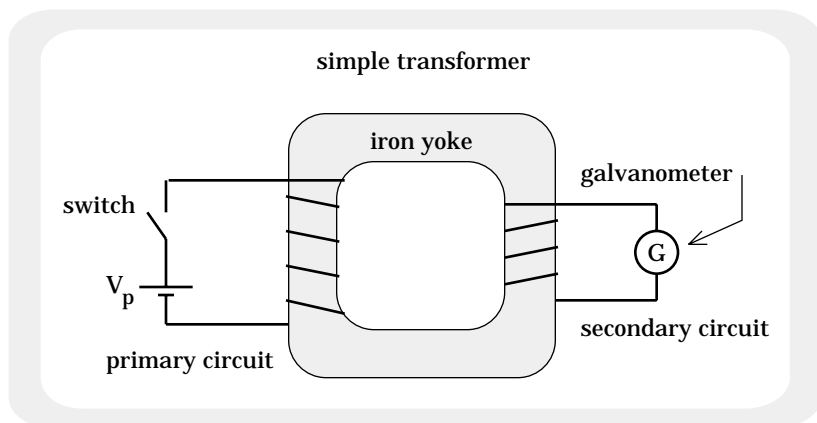 simple transformer
iron yoke
galvanometer
switch
G
Vp
secondary circuit
primary circuit